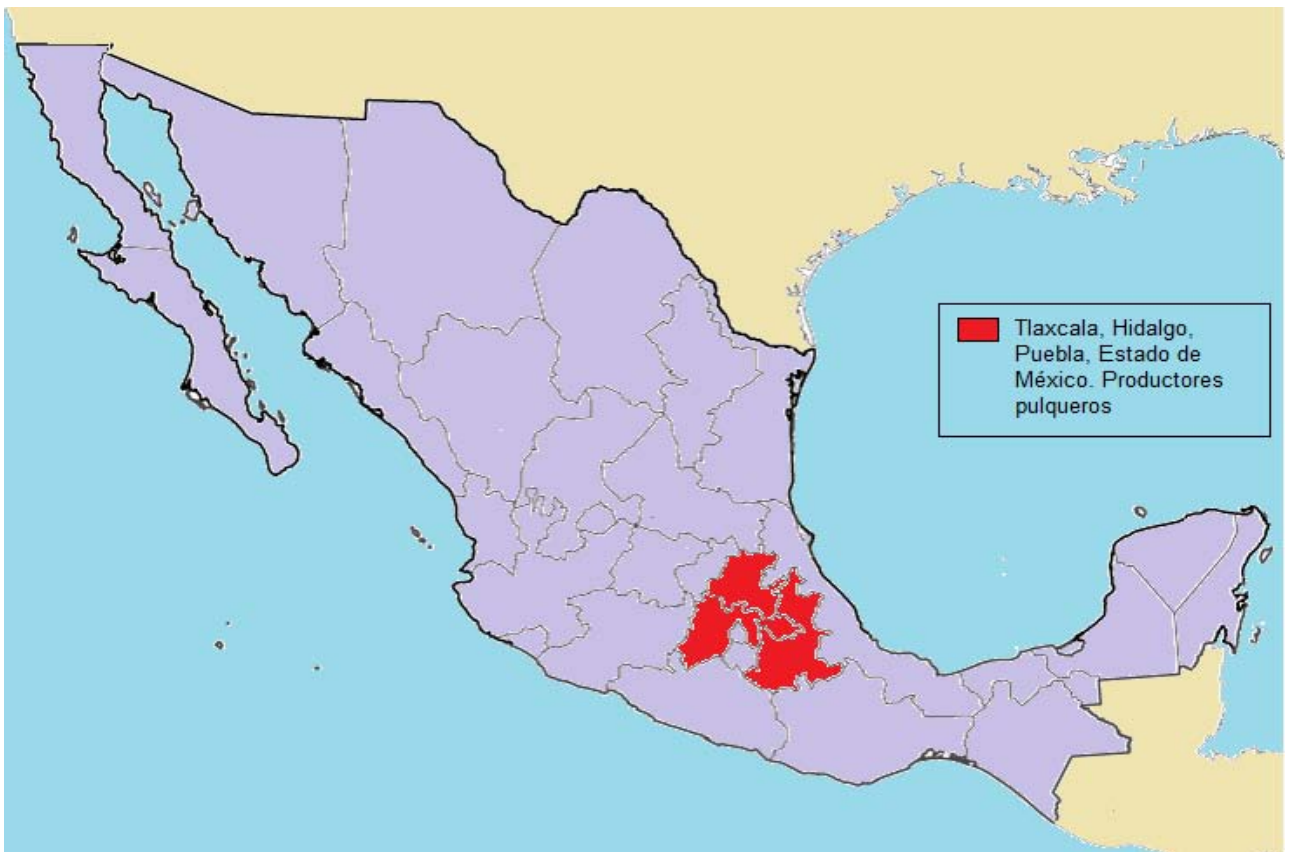 Tlaxcala, Hidalgo,
Puebla, Estado de
México. Productores
pulqueros